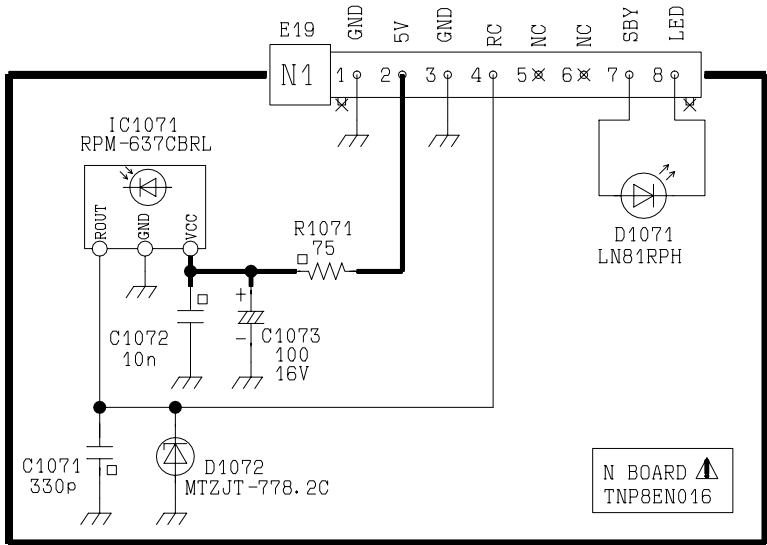 E19
N1
GND
5V
GND
RC
NC
NC
SBY
LED
1 2 3 4 5 6 7 8
IC1071
RPM-637CBRL
ROUT
GND
VCC
R1071
75
D1071
LN81RPH
+
-
C1072
10n
C1073
100
16V
C1071
330p
D1072
MTZJT-778.2C
N BOARD
TNP8EN016